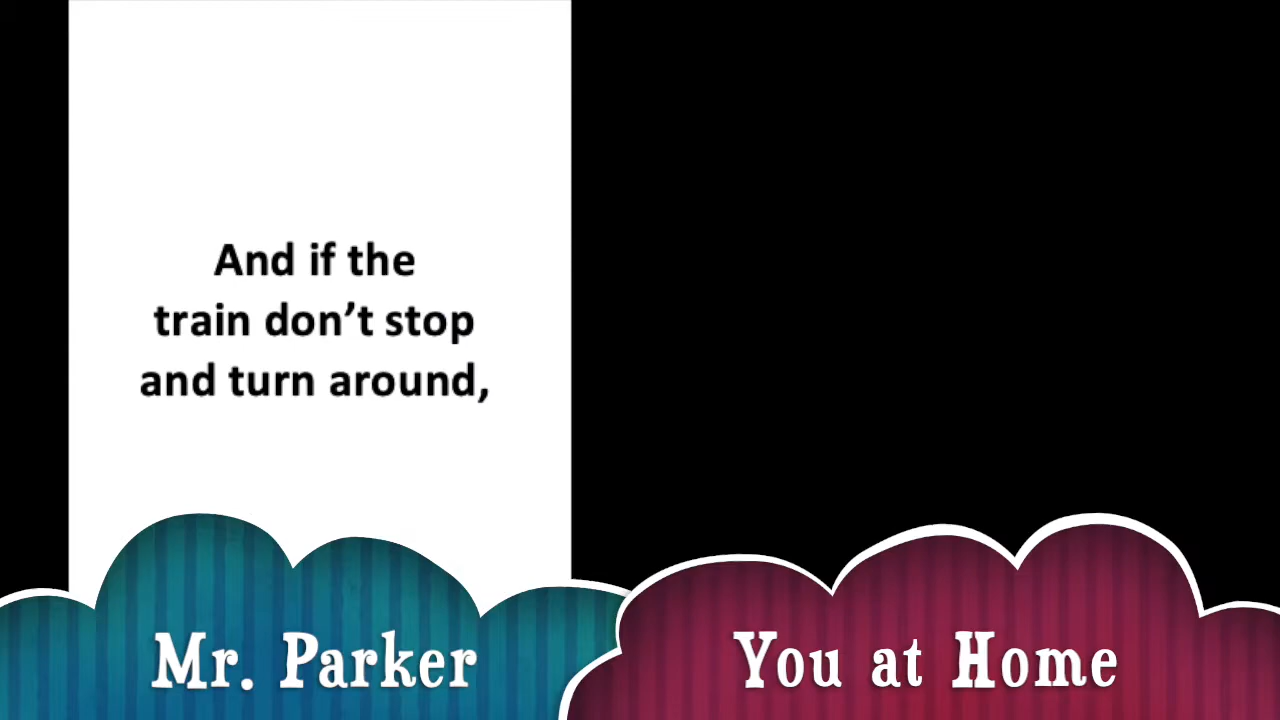 And if the
train don’t stop
and turn around,
Mr. Parker
You at Home